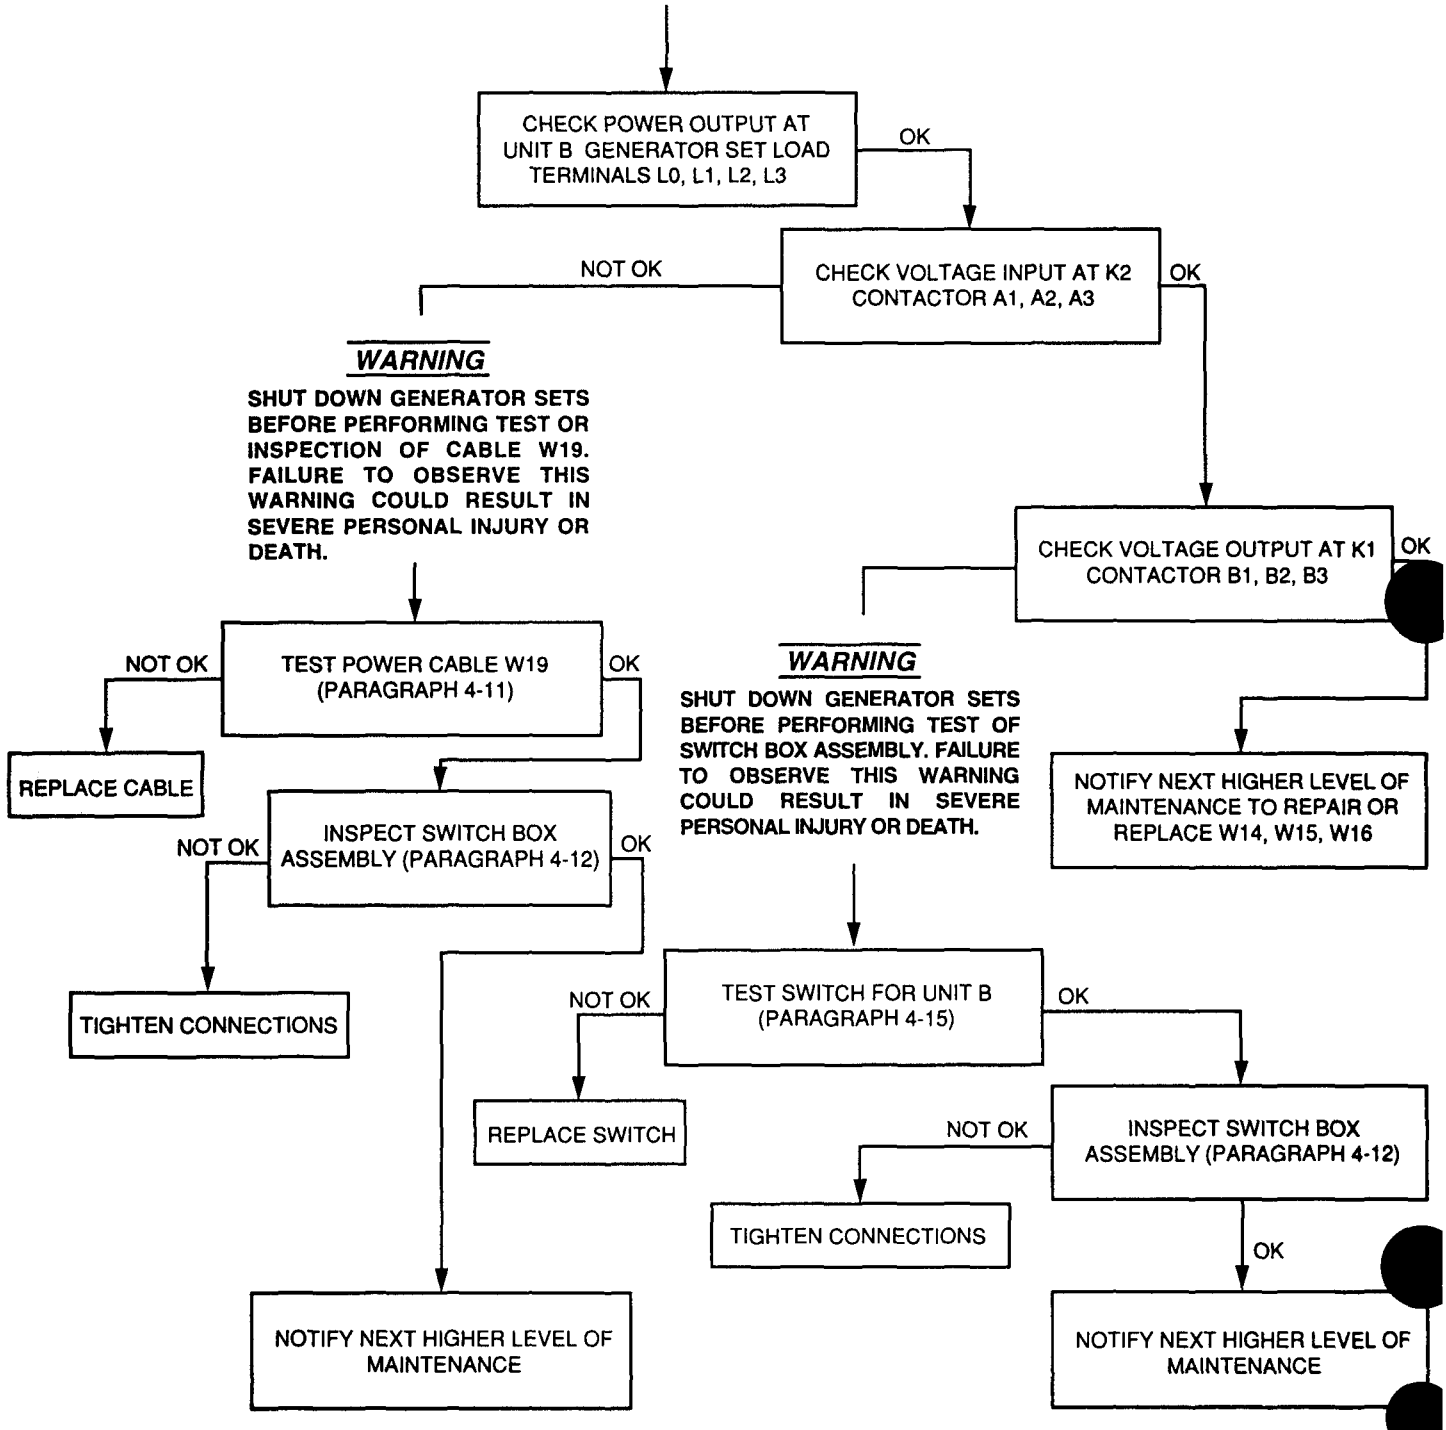 CHECK POWER OUTPUT AT
UNIT B GENERATOR SET LOAD
TERMINALS L0, L1, L2, L3
OK
CHECK VOLTAGE INPUT AT K2
CONTACTOR A1, A2, A3
NOT OK
OK
WARNING
SHUT DOWN GENERATOR SETS
BEFORE PERFORMING TEST OR
INSPECTION OF CABLE W19.
FAILURE TO OBSERVE THIS
WARNING COULD RESULT IN
SEVERE PERSONAL INJURY OR
DEATH.
CHECK VOLTAGE OUTPUT AT K1
CONTACTOR B1, B2, B3
OK
TEST POWER CABLE W19
(PARAGRAPH 4-11)
NOT OK
OK
REPLACE CABLE
WARNING
SHUT DOWN GENERATOR SETS
BEFORE PERFORMING TEST OF
SWITCH BOX ASSEMBLY. FAILURE
TO OBSERVE THIS WARNING
COULD RESULT IN SEVERE
PERSONAL INJURY OR DEATH.
NOTIFY NEXT HIGHER LEVEL OF
MAINTENANCE TO REPAIR OR
REPLACE W14, W15, W16
INSPECT SWITCH BOX
ASSEMBLY (PARAGRAPH 4-12)
NOT OK
OK
TIGHTEN CONNECTIONS
TEST SWITCH FOR UNIT B
(PARAGRAPH 4-15)
NOT OK
OK
REPLACE SWITCH
INSPECT SWITCH BOX
ASSEMBLY (PARAGRAPH 4-12)
NOT OK
TIGHTEN CONNECTIONS
OK
NOTIFY NEXT HIGHER LEVEL OF
MAINTENANCE
NOTIFY NEXT HIGHER LEVEL OF
MAINTENANCE